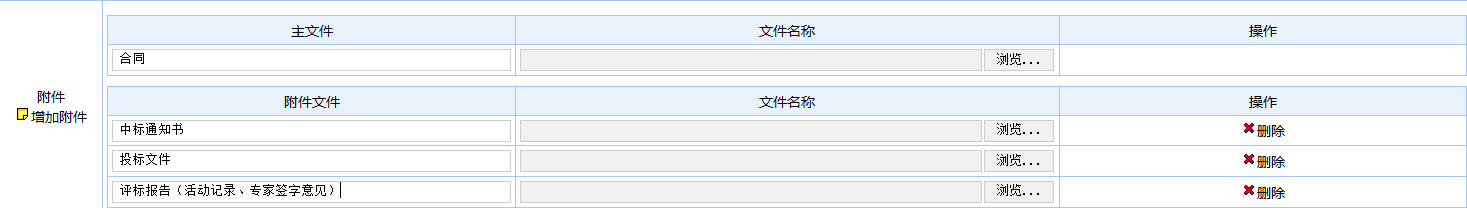 主文件 文件名称 操作
合同 浏览...
附件
增加附件
附件文件 文件名称 操作
中标通知书 浏览... 删除
投标文件 浏览... 删除
评标报告（活动记录、专家签字意见） 浏览... 删除